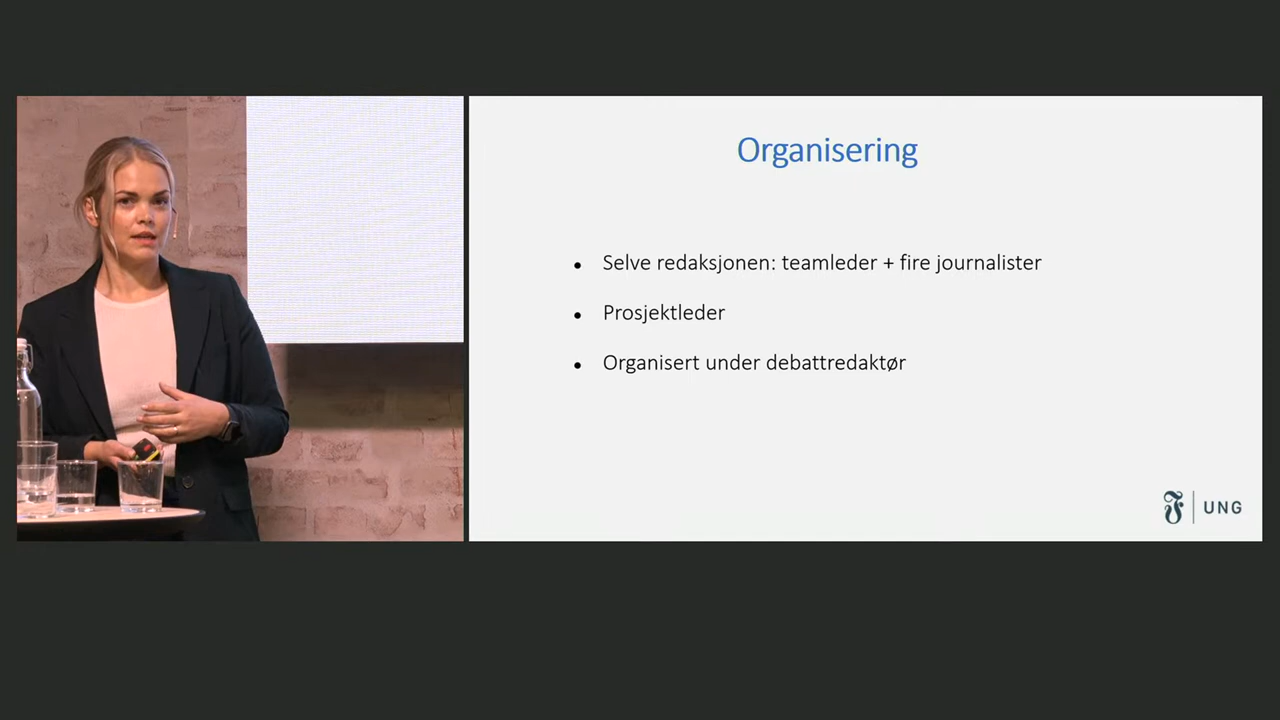 Organisering
• Selve redaksjonen: teamleder + fire journalister
• Prosjektleder
• Organisert under debattredaktør
F | UNG